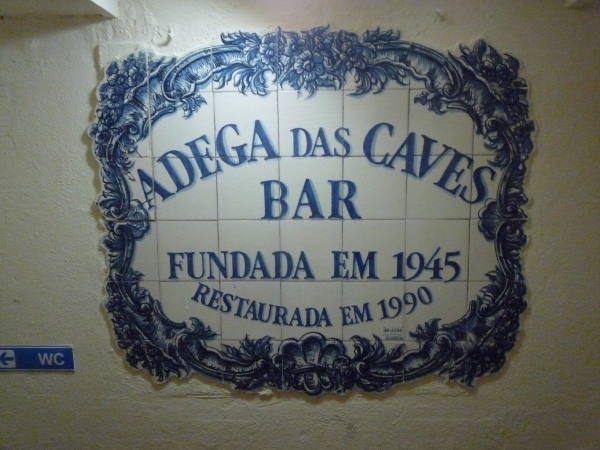 ADEGA DAS CAVES
BAR
FUNDADA EM 1945
RESTAURADA EM 1990
WC